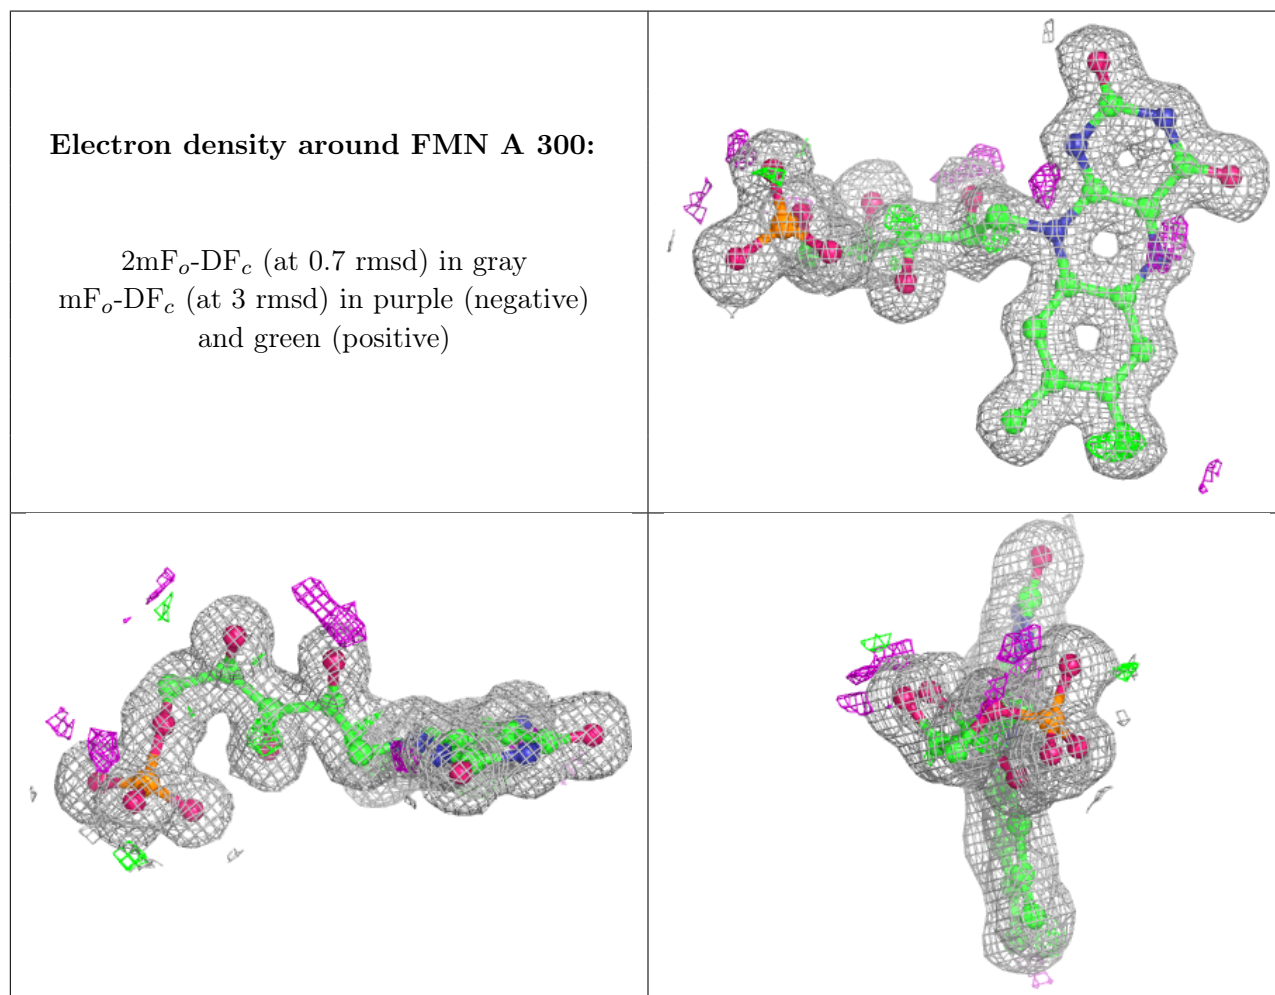 Electron density around FMN A 300:
2mFo-DFc (at 0.7 rmsd) in gray
mFo-DFc (at 3 rmsd) in purple (negative)
and green (positive)